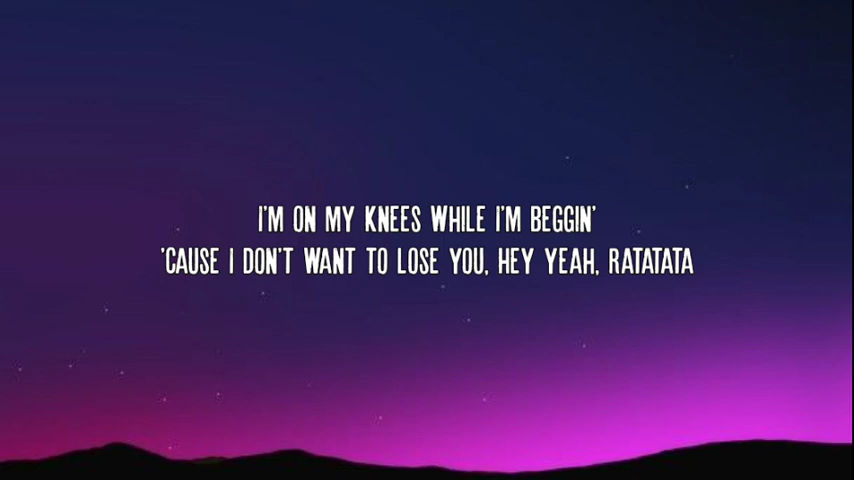 I'M ON MY KNEES WHILE I'M BEGGIN'
'CAUSE I DON'T WANT TO LOSE YOU, HEY YEAH, RATATATA